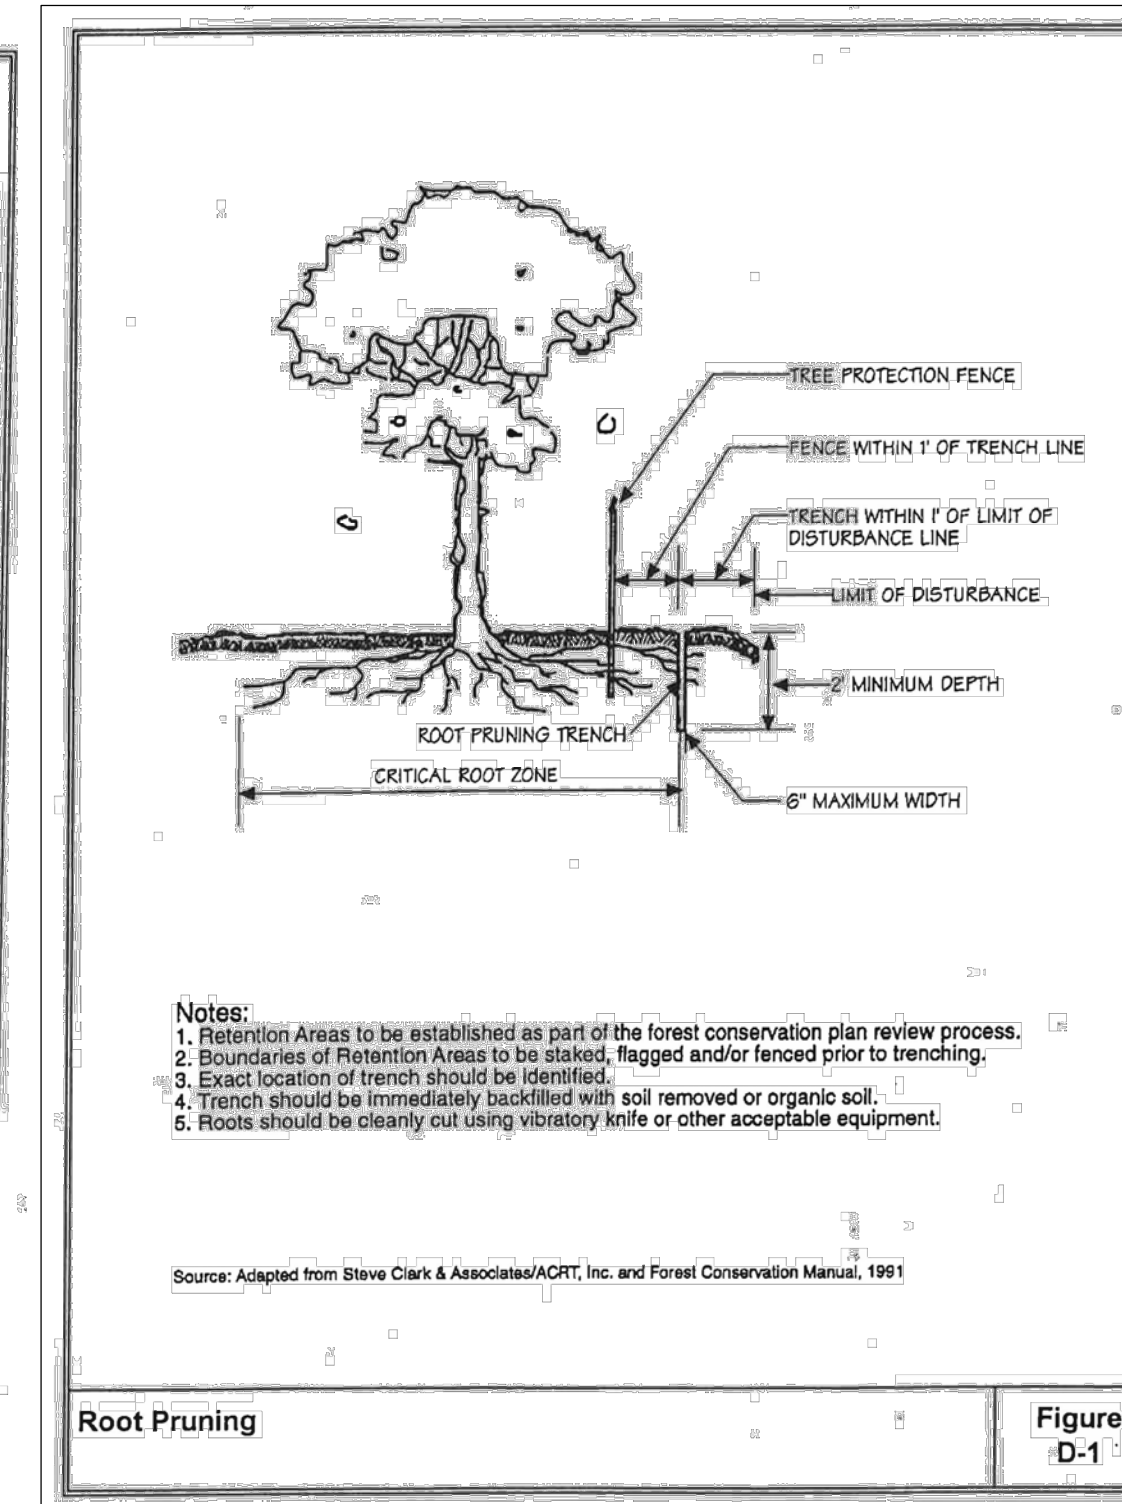 TREE PROTECTION FENCE
FENCE WITHIN 1' OF TRENCH LINE
TRENCH WITHIN 1' OF LIMIT OF
DISTURBANCE LINE
LIMIT OF DISTURBANCE
2' MINIMUM DEPTH
ROOT PRUNING TRENCH
CRITICAL ROOT ZONE
6" MAXIMUM WIDTH
Notes:
1. Retention Areas to be established as part of the forest conservation plan review process.
2. Boundaries of Retention Areas to be staked, flagged and/or fenced prior to trenching.
3. Exact location of trench should be identified.
4. Trench should be immediately backfilled with soil removed or organic soil.
5. Roots should be cleanly cut using vibratory knife or other acceptable equipment.
Source: Adapted from Steve Clark & Associates/ACRT, Inc. and Forest Conservation Manual, 1991
Root Pruning
Figure
D-1